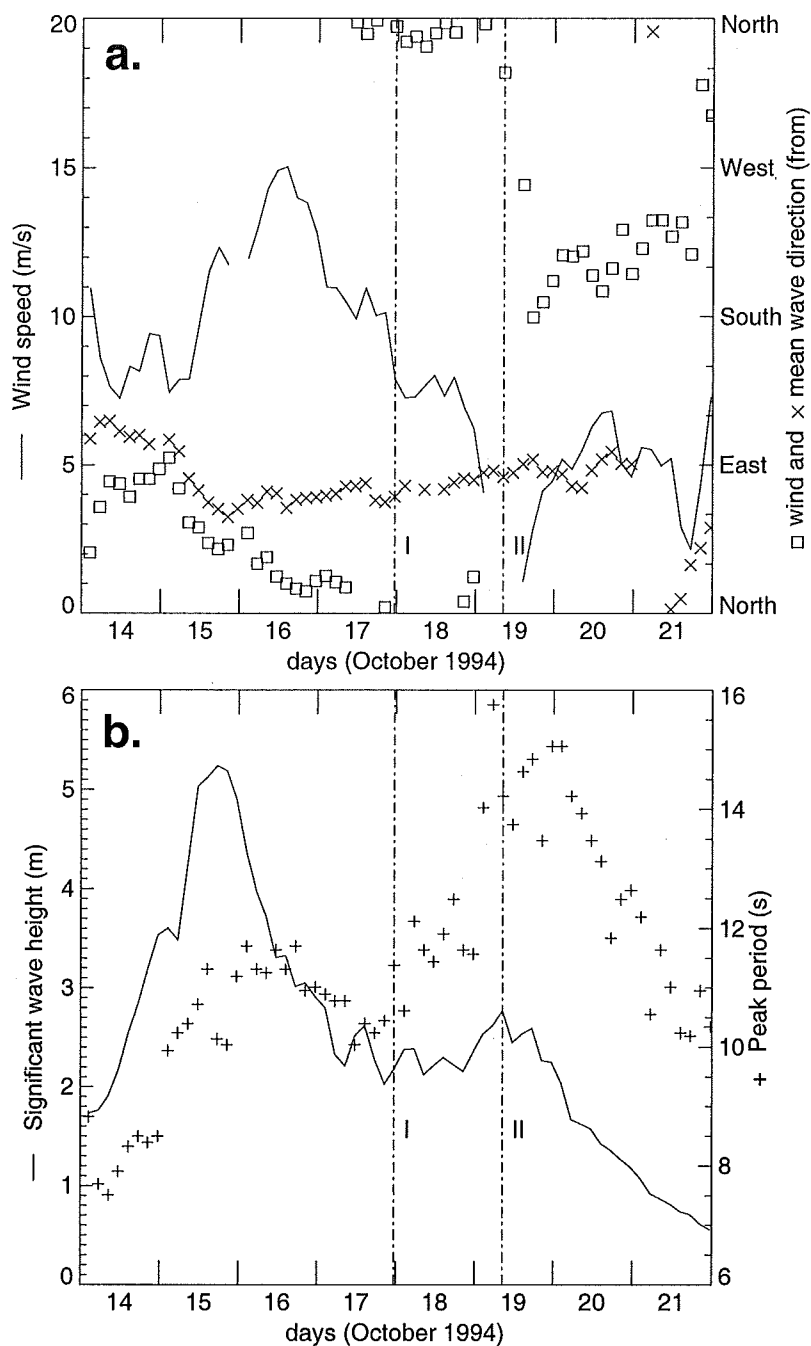 a.
20
15
10
5
0
Wind speed (m/s)
North
West
South
East
North
□ wind and × mean wave direction (from)
I
II
14 15 16 17 18 19 20 21
days (October 1994)
b.
6
5
4
3
2
1
0
Significant wave height (m)
16
14
12
10
8
6
+ Peak period (s)
I
II
14 15 16 17 18 19 20 21
days (October 1994)